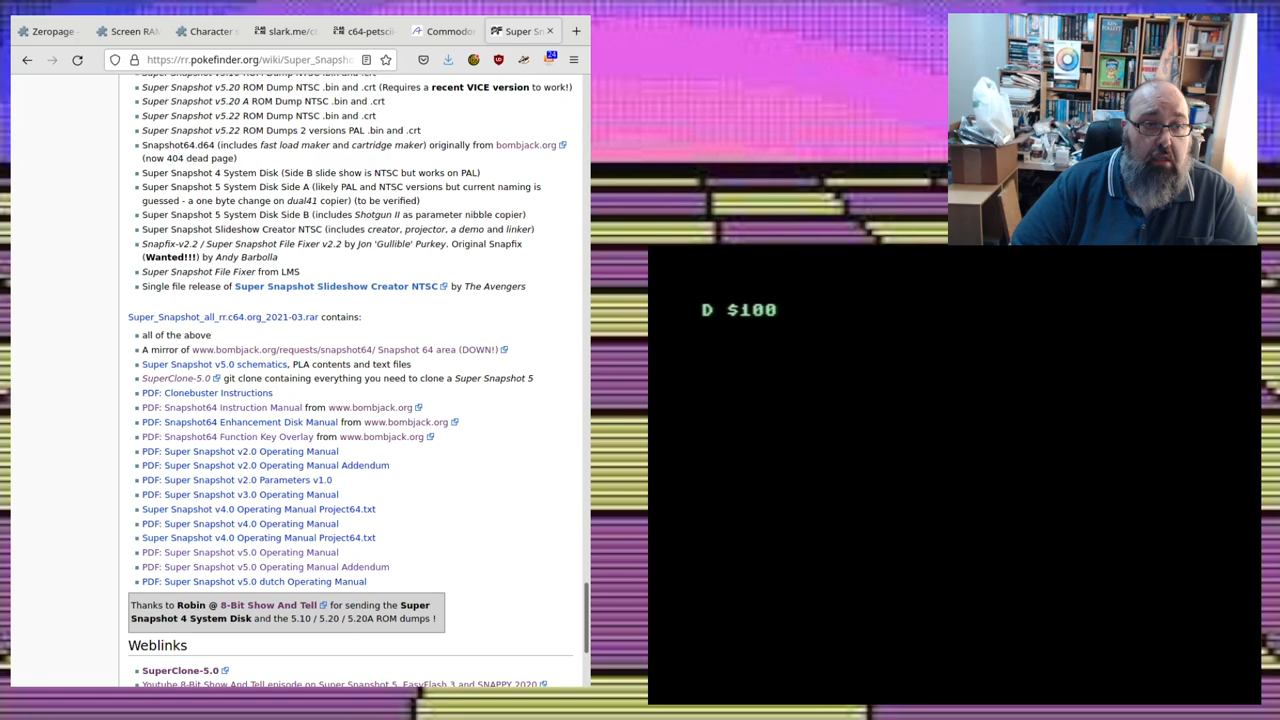 Zeropage
Screen RAM
Character
slark.me/c
c64-petsci
Commodo
Super Sn
https://rr.pokefinder.org/wiki/Super_Snapsho
24
Super Snapshot v5.20 ROM Dump NTSC .bin and .crt (Requires a recent VICE version to work!)
Super Snapshot v5.20 A ROM Dump NTSC .bin and .crt
Super Snapshot v5.22 ROM Dump NTSC .bin and .crt
Super Snapshot v5.22 ROM Dumps 2 versions PAL .bin and .crt
Snapshot64.d64 (includes fast load maker and cartridge maker) originally from bombjack.org
(now 404 dead page)
Super Snapshot 4 System Disk (Side B slide show is NTSC but works on PAL)
Super Snapshot 5 System Disk Side A (likely PAL and NTSC versions but current naming is
guessed - a one byte change on dual41 copier) (to be verified)
Super Snapshot 5 System Disk Side B (includes Shotgun II as parameter nibble copier)
Super Snapshot Slideshow Creator NTSC (includes creator, projector, a demo and linker)
Snapfix-v2.2 / Super Snapshot File Fixer v2.2 by Jon 'Gullible' Purkey. Original Snapfix
(Wanted!!!) by Andy Barbolla
Super Snapshot File Fixer from LMS
Single file release of Super Snapshot Slideshow Creator NTSC by The Avengers
Super_Snapshot_all_rr.c64.org_2021-03.rar contains:
all of the above
A mirror of www.bombjack.org/requests/snapshot64/ Snapshot 64 area (DOWN!)
Super Snapshot v5.0 schematics, PLA contents and text files
SuperClone-5.0 git clone containing everything you need to clone a Super Snapshot 5
PDF: Clonebuster Instructions
PDF: Snapshot64 Instruction Manual from www.bombjack.org
PDF: Snapshot64 Enhancement Disk Manual from www.bombjack.org
PDF: Snapshot64 Function Key Overlay from www.bombjack.org
PDF: Super Snapshot v2.0 Operating Manual
PDF: Super Snapshot v2.0 Operating Manual Addendum
PDF: Super Snapshot v2.0 Parameters v1.0
PDF: Super Snapshot v3.0 Operating Manual
Super Snapshot v4.0 Operating Manual Project64.txt
PDF: Super Snapshot v4.0 Operating Manual
Super Snapshot v4.0 Operating Manual Project64.txt
PDF: Super Snapshot v5.0 Operating Manual
PDF: Super Snapshot v5.0 Operating Manual Addendum
PDF: Super Snapshot v5.0 dutch Operating Manual
Thanks to Robin @ 8-Bit Show And Tell for sending the Super
Snapshot 4 System Disk and the 5.10 / 5.20 / 5.20A ROM dumps !
Weblinks
SuperClone-5.0
Youtube 8-Bit Show And Tell episode on Super Snapshot 5, EasyFlash 3 and SNAPPY 2020
D $100